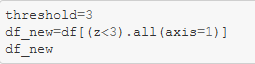 threshold=3
df_new=df[(z<3).all(axis=1)]
df_new